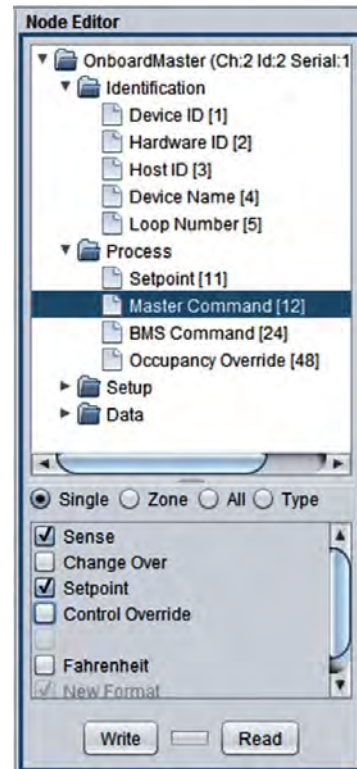 Node Editor
OnboardMaster (Ch:2 Id:2 Serial:1
Identification
Device ID [1]
Hardware ID [2]
Host ID [3]
Device Name [4]
Loop Number [5]
Process
Setpoint [11]
Master Command [12]
BMS Command [24]
Occupancy Override [48]
Setup
Data
Single Zone All Type
Sense
Change Over
Setpoint
Control Override
Fahrenheit
New Format
Write Read